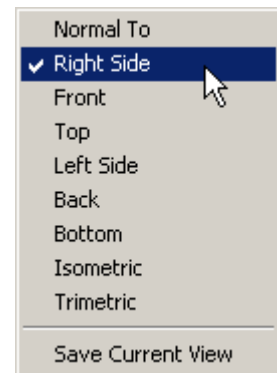 Normal To
Right Side
Front
Top
Left Side
Back
Bottom
Isometric
Trimetric
Save Current View